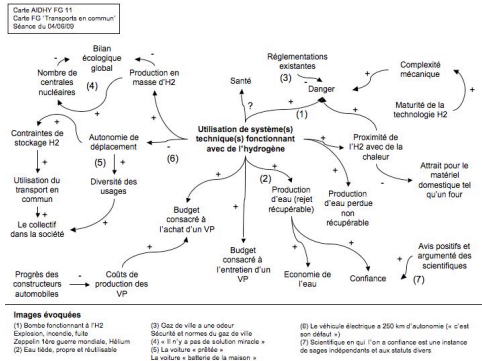 Carte AIDHY FG 11
Carte FG 'Transports en commun'
Séance du 04/06/09
Bilan
écologique
global
Nombre de
centrales
nucléaires
(4)
Production en
masse d'H2
Santé
?
Réglementations
existantes
(3)
Danger
(1)
Complexité
mécanique
Maturité de la
technologie H2
Contraintes de
stockage H2
Autonomie de
déplacement
(5)
(6)
Utilisation de système(s)
technique(s) fonctionant
avec de l'hydrogène
Proximité de
l'H2 avec de la
chaleur
Attrait pour le
matériel
domestique tel
qu'un four
Utilisation du
transport en
commun
Diversité des
usages
(2)
Production
d'eau (rejet
récupérable)
Production
d'eau perdue
non
récupérable
Le collectif
dans la société
Budget
consacré à
l'achat d'un VP
Budget
consacré à
l'entretien d'un
VP
Economie de
l'eau
Confiance
Avis positifs et
argumenté des
scientifiques
(7)
Progrès des
constructeurs
automobiles
Coûts de
production des
VP
Images évoquées
(1) Bombe fonctionnant à l'H2
Explosion, incendie, fuite
Zeppelin 1ère guerre mondiale, Hélium
(2) Eau tiède, propre et réutilisable
(3) Gaz de ville a une odeur
Sécurité et normes du gaz de ville
(4) « Il n'y a pas de solution miracle »
(5) La voiture « prêtée »
La voiture « batterie de la maison »
(6) Le véhicule électrique a 250 km d'autonomie (« c'est
son défaut »)
(7) Scientifique en qui l'on a confiance est une instance
de sages indépendants et aux statuts divers